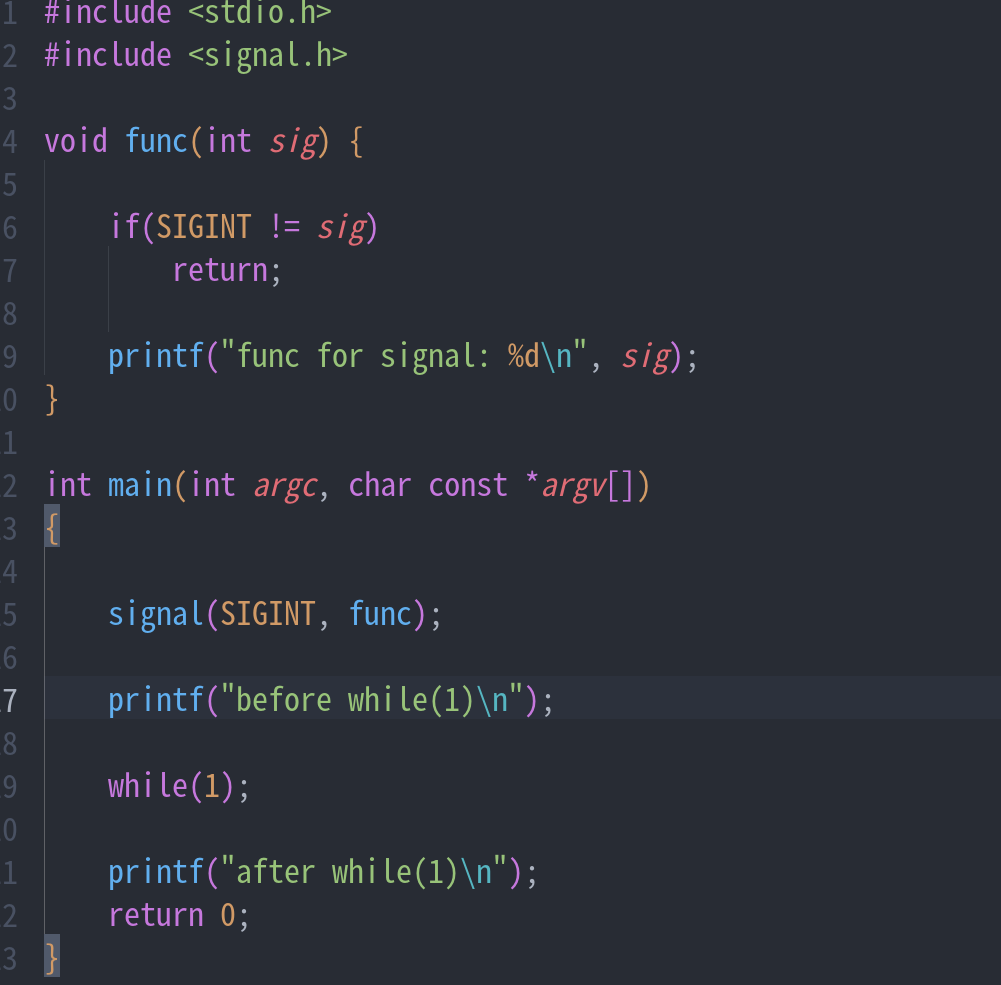 1 #include <stdio.h>
2 #include <signal.h>
3
4 void func(int sig) {
5
6     if(SIGINT != sig)
7         return;
8
9     printf("func for signal: %d\n", sig);
0 }
1
2 int main(int argc, char const *argv[])
3 {
4
5     signal(SIGINT, func);
6
7     printf("before while(1)\n");
8
9     while(1);
0
1     printf("after while(1)\n");
2     return 0;
3 }